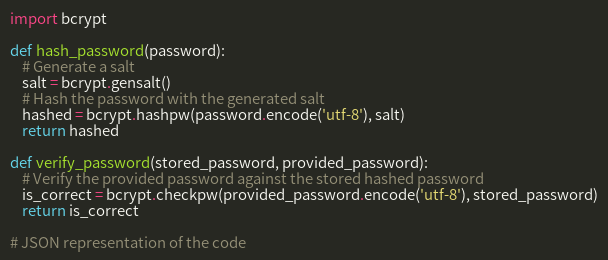 import bcrypt

def hash_password(password):
    # Generate a salt
    salt = bcrypt.gensalt()
    # Hash the password with the generated salt
    hashed = bcrypt.hashpw(password.encode('utf-8'), salt)
    return hashed

def verify_password(stored_password, provided_password):
    # Verify the provided password against the stored hashed password
    is_correct = bcrypt.checkpw(provided_password.encode('utf-8'), stored_password)
    return is_correct

# JSON representation of the code